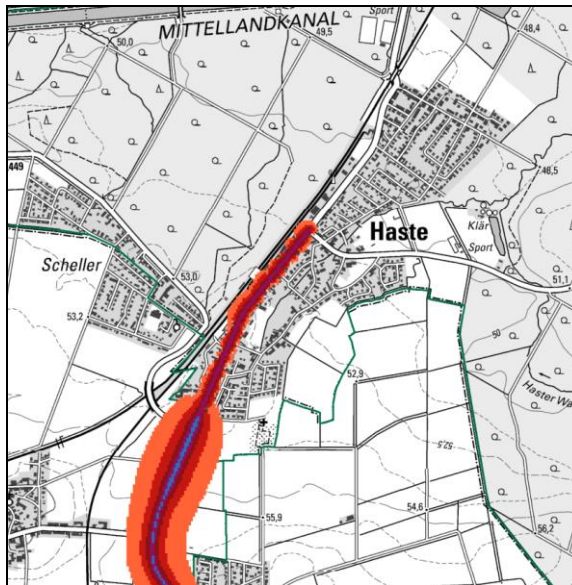 MITTELLANDKANAL
Sport
50,0
49,5
48,4
449
48,5
Haste
Klär
Sport
Scheller
53,0
51,1
53,2
50
52,9
Haster Wa
52,5
55,9
54,6
56,2